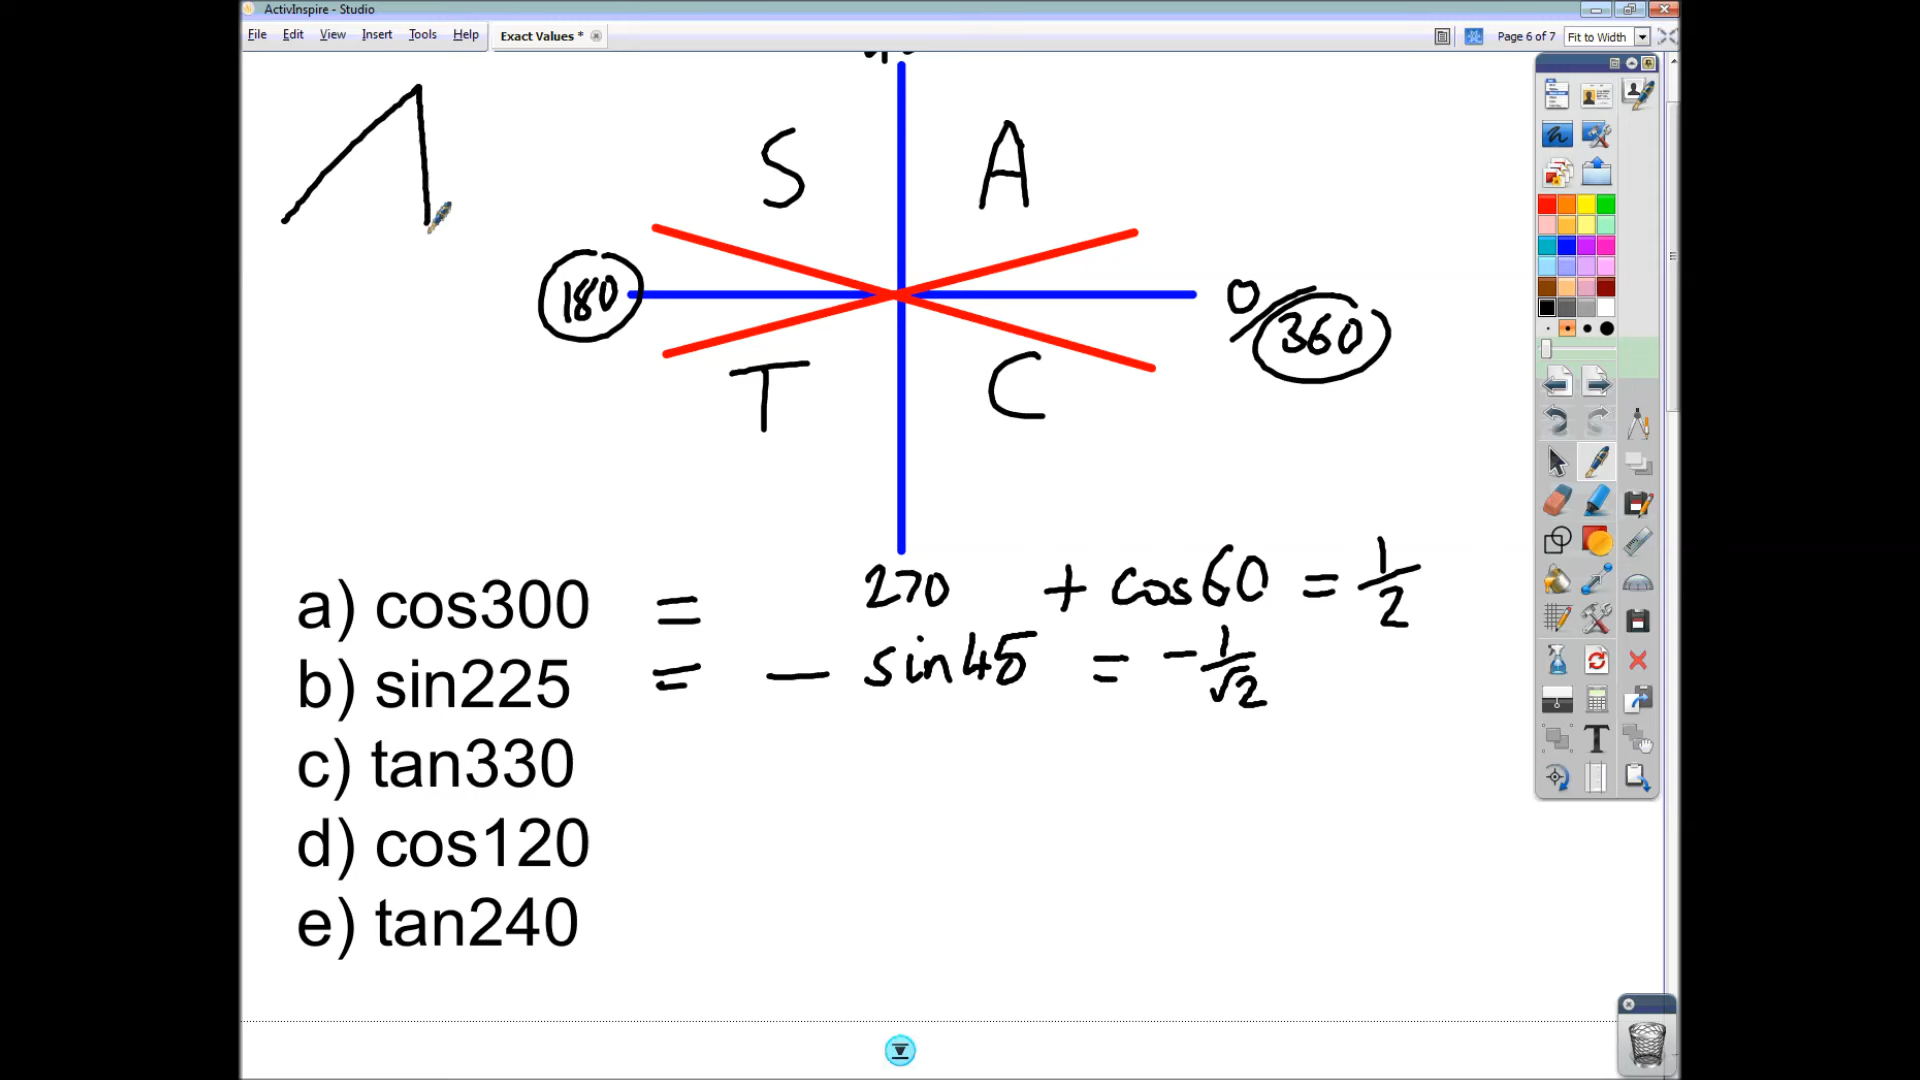 ActivInspire - Studio
File Edit View Insert Tools Help Exact Values * Page 6 of 7 Fit to Width
S A
180 0/360
T C
270
a) cos300 = + cos60 = 1/2
b) sin225 = - sin45 = -1/√2
c) tan330
d) cos120
e) tan240